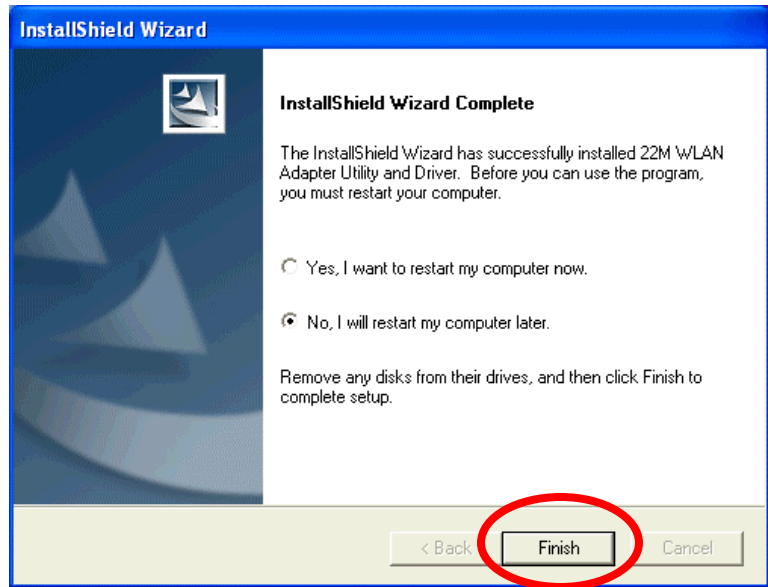 InstallShield Wizard
InstallShield Wizard Complete
The InstallShield Wizard has successfully installed 22M WLAN
Adapter Utility and Driver.  Before you can use the program,
you must restart your computer.
Yes, I want to restart my computer now.
No, I will restart my computer later.
Remove any disks from their drives, and then click Finish to
complete setup.
< Back Finish Cancel